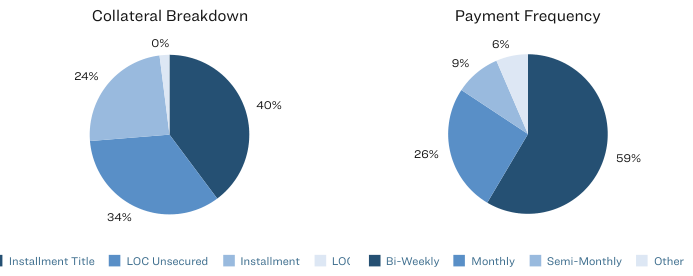 Collateral Breakdown
0%
24%
40%
34%
Installment Title LOC Unsecured Installment LOC
Payment Frequency
6%
9%
26%
59%
Bi-Weekly Monthly Semi-Monthly Other